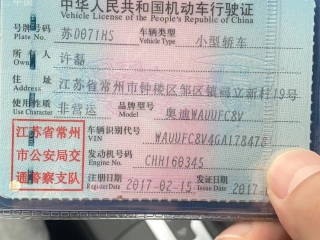 中华人民共和国机动车行驶证
Vehicle License of the People's Republic of China
号牌号码 苏D071HS 车辆类型 小型轿车
Plate No. Vehicle Type
所有人 许磊
Owner
住址 江苏省常州市钟楼区邹区镇 立新村19号
Address
使用性质 非营运 品牌型号 奥迪WAUUFC8V
Use Character Model
江苏省常州
市公安局交
通警察支队
车辆识别代号 WAUUFC8V4GA17847
VIN
发动机号码 CHH160345
Engine No.
注册日期 2017-02-15 发证日期 2017-
Register Date Issue Date